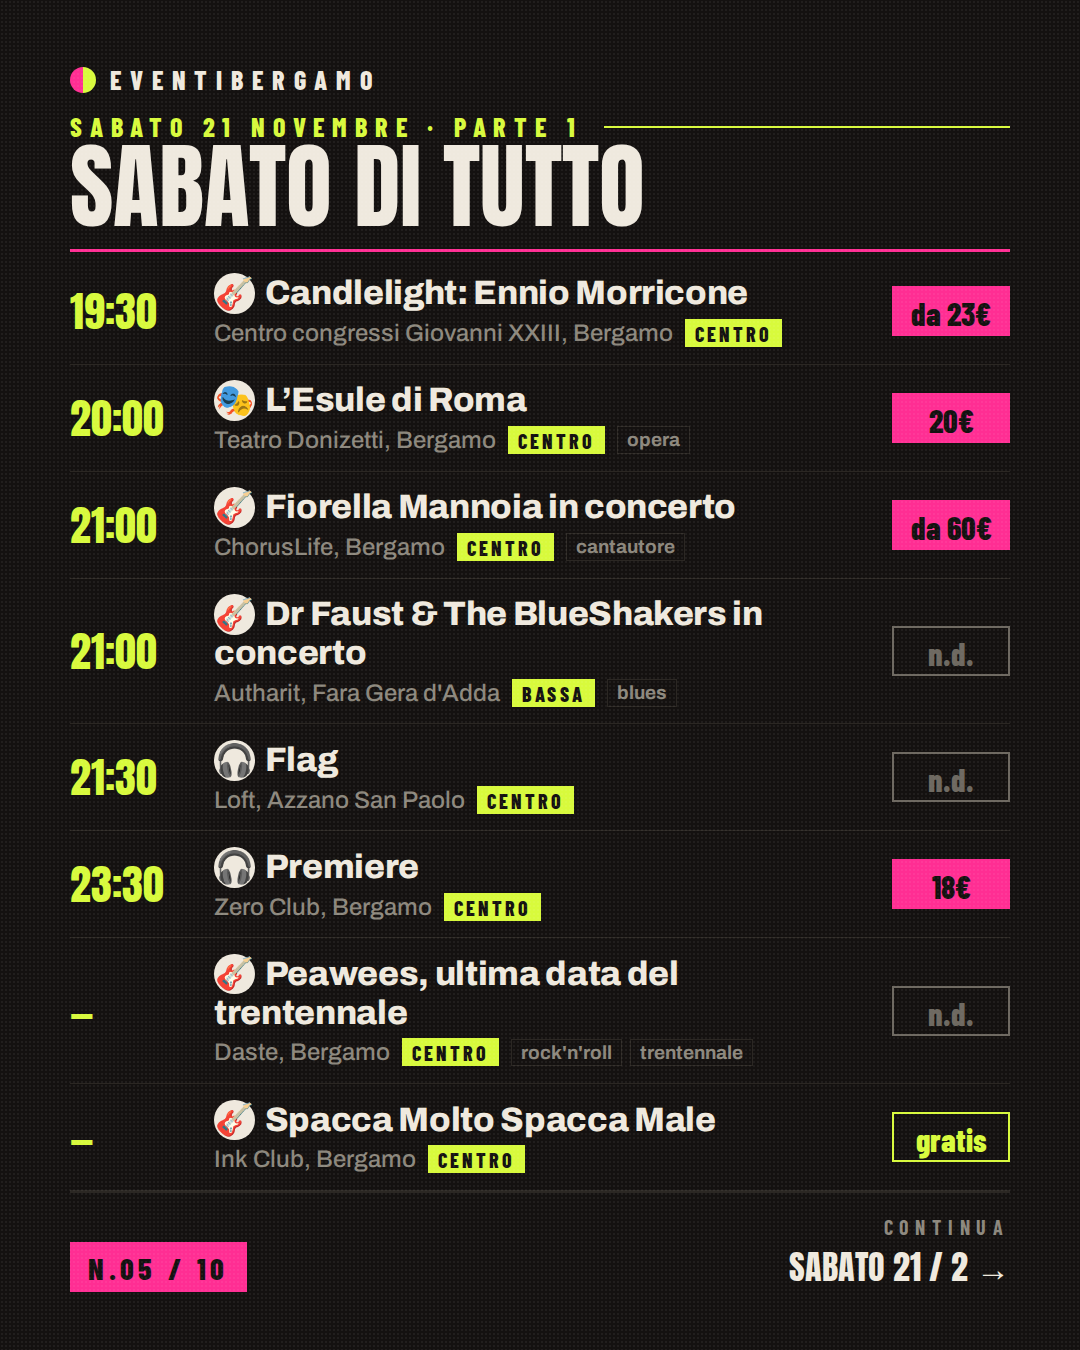 EVENTIBERGAMO
SABATO 21 NOVEMBRE · PARTE 1
SABATO DI TUTTO
19:30
Candlelight: Ennio Morricone
Centro congressi Giovanni XXIII, Bergamo CENTRO
da 23€
20:00
L’Esule di Roma
Teatro Donizetti, Bergamo CENTRO opera
20€
21:00
Fiorella Mannoia in concerto
ChorusLife, Bergamo CENTRO cantautore
da 60€
21:00
Dr Faust & The BlueShakers in
concerto
Autharit, Fara Gera d'Adda BASSA blues
n.d.
21:30
Flag
Loft, Azzano San Paolo CENTRO
n.d.
23:30
Premiere
Zero Club, Bergamo CENTRO
18€
–
Peawees, ultima data del
trentennale
Daste, Bergamo CENTRO rock'n'roll trentennale
n.d.
–
Spacca Molto Spacca Male
Ink Club, Bergamo CENTRO
gratis
N.05 / 10
CONTINUA
SABATO 21 / 2 →